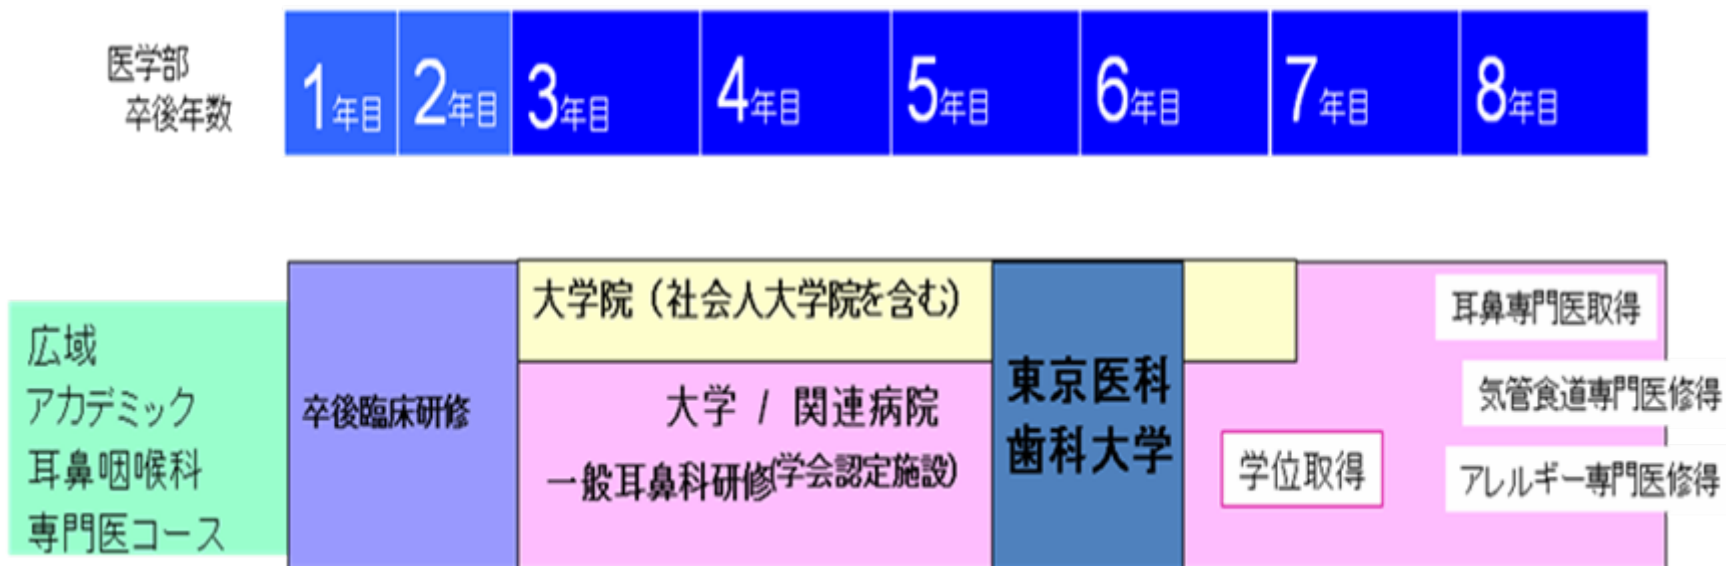 医学部
卒後年数
1年目 2年目 3年目 4年目 5年目 6年目 7年目 8年目
広域
アカデミック
耳鼻咽喉科
専門医コース
卒後臨床研修
大学院（社会人大学院を含む）
大学 / 関連病院
一般耳鼻科研修(学会認定施設)
東京医科
歯科大学
学位取得
耳鼻専門医取得
気管食道専門医修得
アレルギー専門医修得